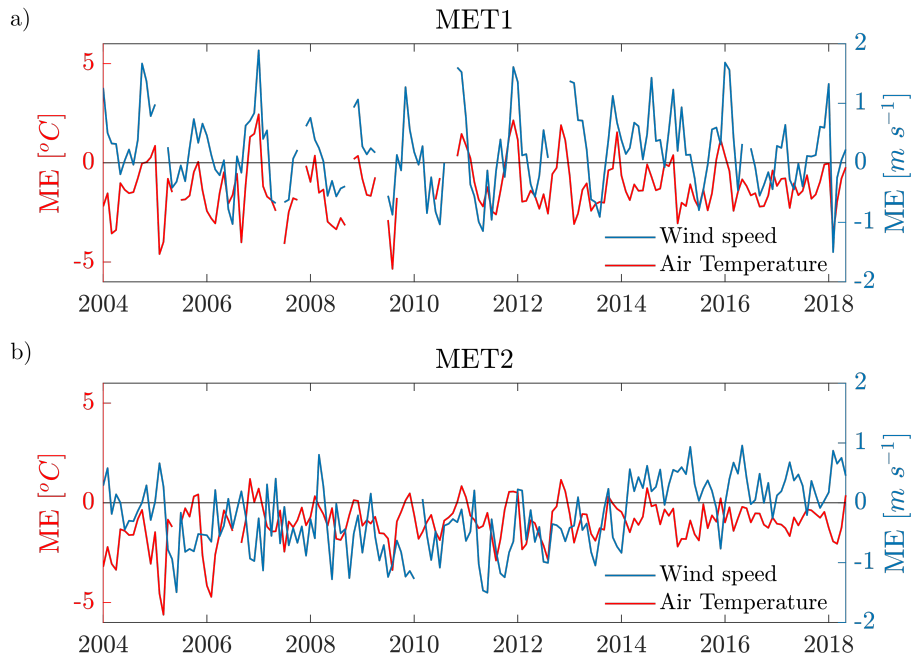 a)
MET1
ME [°C]
5
0
-5
2
1
0
-1
-2
ME [m s⁻¹]
Wind speed
Air Temperature
2004 2006 2008 2010 2012 2014 2016 2018
b)
MET2
ME [°C]
5
0
-5
2
1
0
-1
-2
ME [m s⁻¹]
Wind speed
Air Temperature
2004 2006 2008 2010 2012 2014 2016 2018